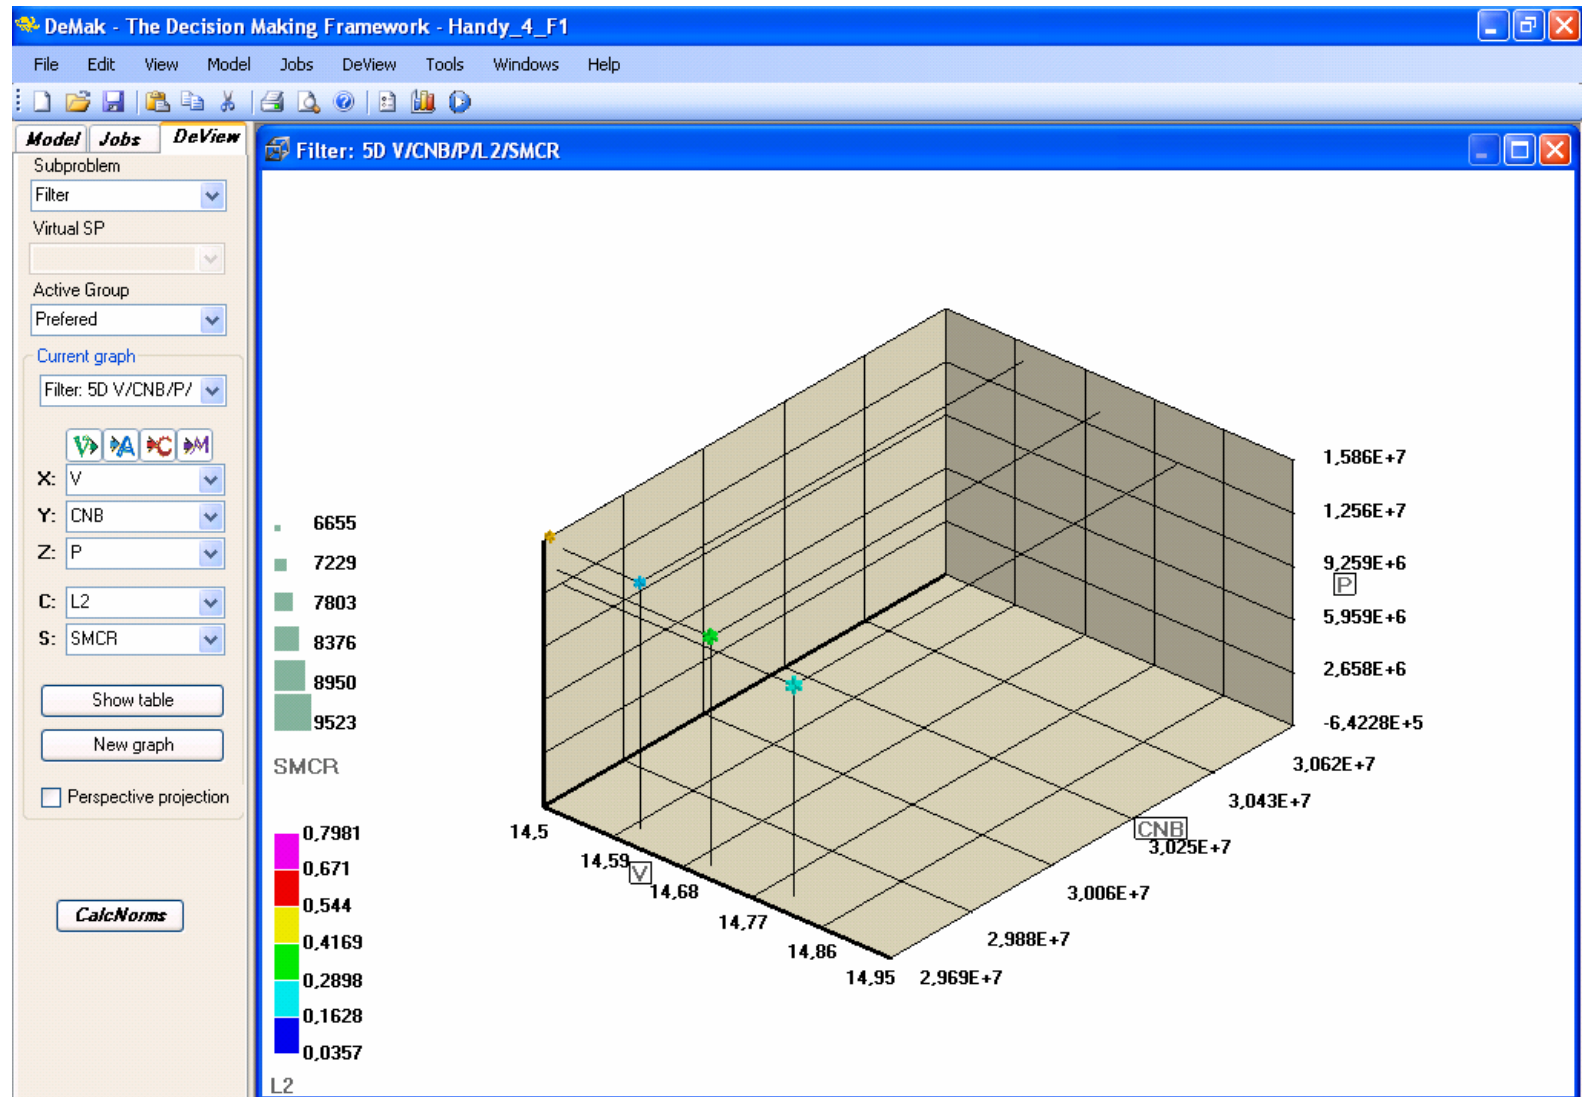 DeMak - The Decision Making Framework - Handy_4_F1
File Edit View Model Jobs DeView Tools Windows Help
Model Jobs DeView
Subproblem
Filter
Virtual SP
Active Group
Prefered
Current graph
Filter: 5D V/CNB/P/
V A C M
X: V
Y: CNB
Z: P
C: L2
S: SMCR
Show table
New graph
Perspective projection
CalcNorms
Filter: 5D V/CNB/P/L2/SMCR
6655
7229
7803
8376
8950
9523
SMCR
0,7981
0,671
0,544
0,4169
0,2898
0,1628
0,0357
L2
14,5
14,59
V
14,68
14,77
14,86
14,95
2,969E+7
2,988E+7
3,006E+7
CNB
3,025E+7
3,043E+7
3,062E+7
1,586E+7
1,256E+7
9,259E+6
P
5,959E+6
2,658E+6
-6,4228E+5